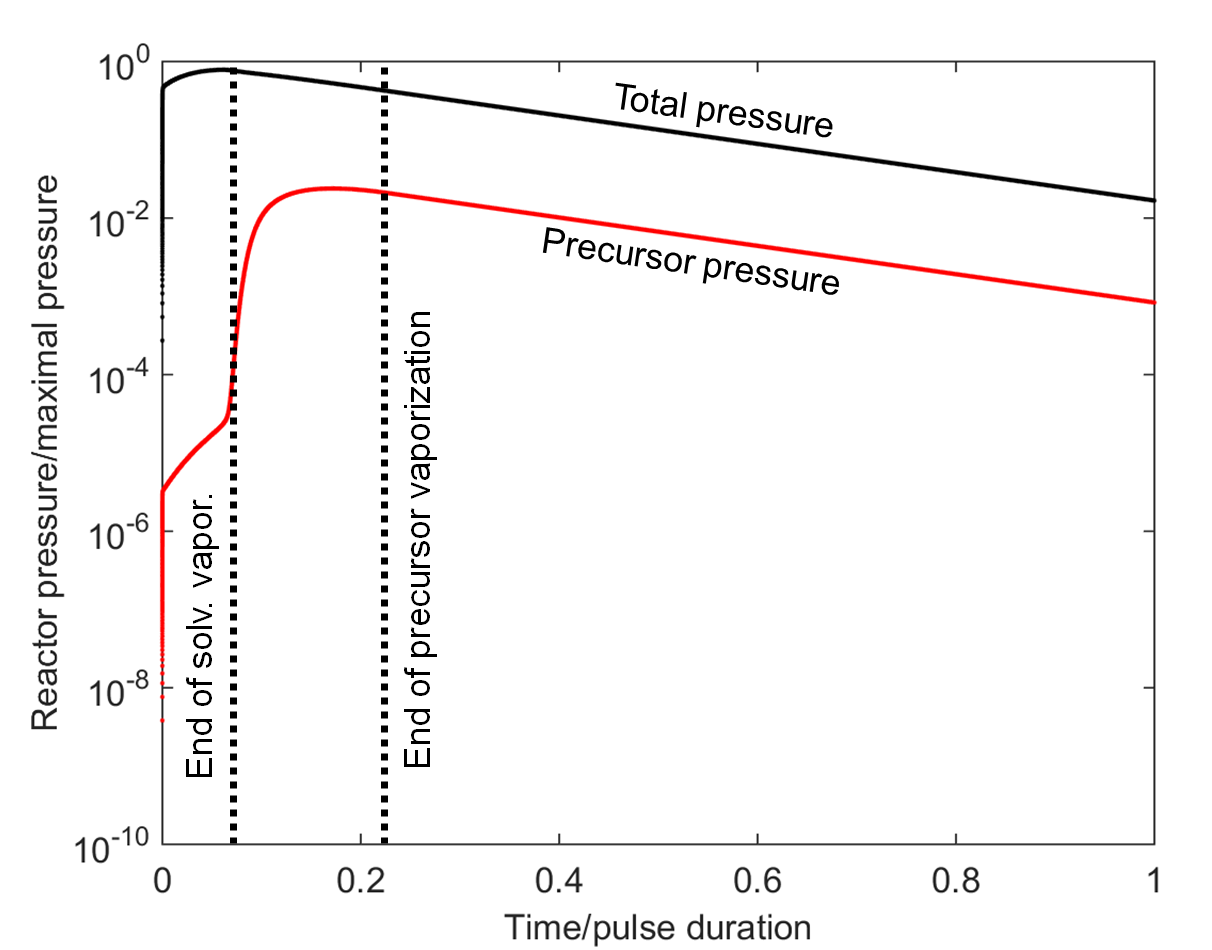 10^0
10^-2
10^-4
10^-6
10^-8
10^-10
Reactor pressure/maximal pressure
Total pressure
Precursor pressure
End of solv. vapor.
End of precursor vaporization
0 0.2 0.4 0.6 0.8 1
Time/pulse duration